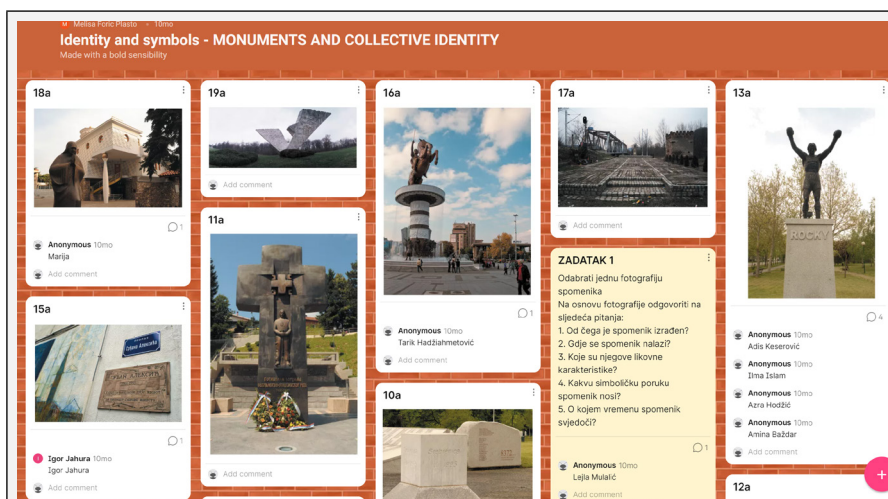 Melisa Forić Plasto + 10mo
Identity and symbols - MONUMENTS AND COLLECTIVE IDENTITY
Made with a bold sensibility
18a
1
Anonymous 10mo
Marija
Add comment
15a
1
Igor Jahura 10mo
Igor Jahura
Add comment
19a
Add comment
11a
Add comment
16a
1
Anonymous 10mo
Tarik Hadžiahmetović
Add comment
10a
17a
Add comment
ZADATAK 1
Odabrati jednu fotografiju
spomenika
Na osnovu fotografije odgovoriti na
sljedeća pitanja:
1. Od čega je spomenik izrađen?
2. Gdje se spomenik nalazi?
3. Koje su njegove likovne
karakteristike?
4. Kakvu simboličku poruku
spomenik nosi?
5. O kojem vremenu spomenik
svjedoči?
1
Anonymous 10mo
Lejla Mulalić
Add comment
13a
ROCKY
4
Anonymous 10mo
Adis Keserović
Anonymous 10mo
Ilma Islam
Anonymous 10mo
Azra Hodžić
Anonymous 10mo
Amina Baždar
Add comment
12a